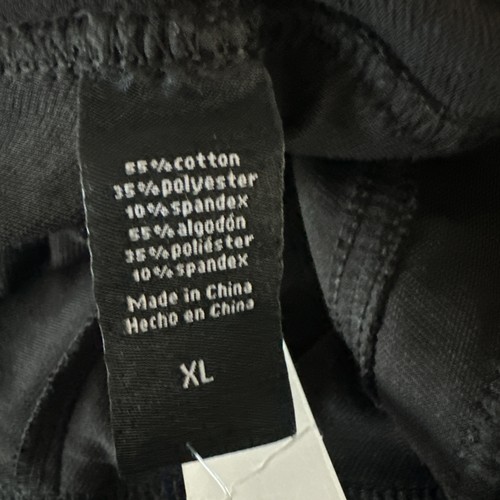 55%cotton
35%polyester
10%spandex
55%algodón
35%poliéster
10%spandex
Made in China
Hecho en China
XL